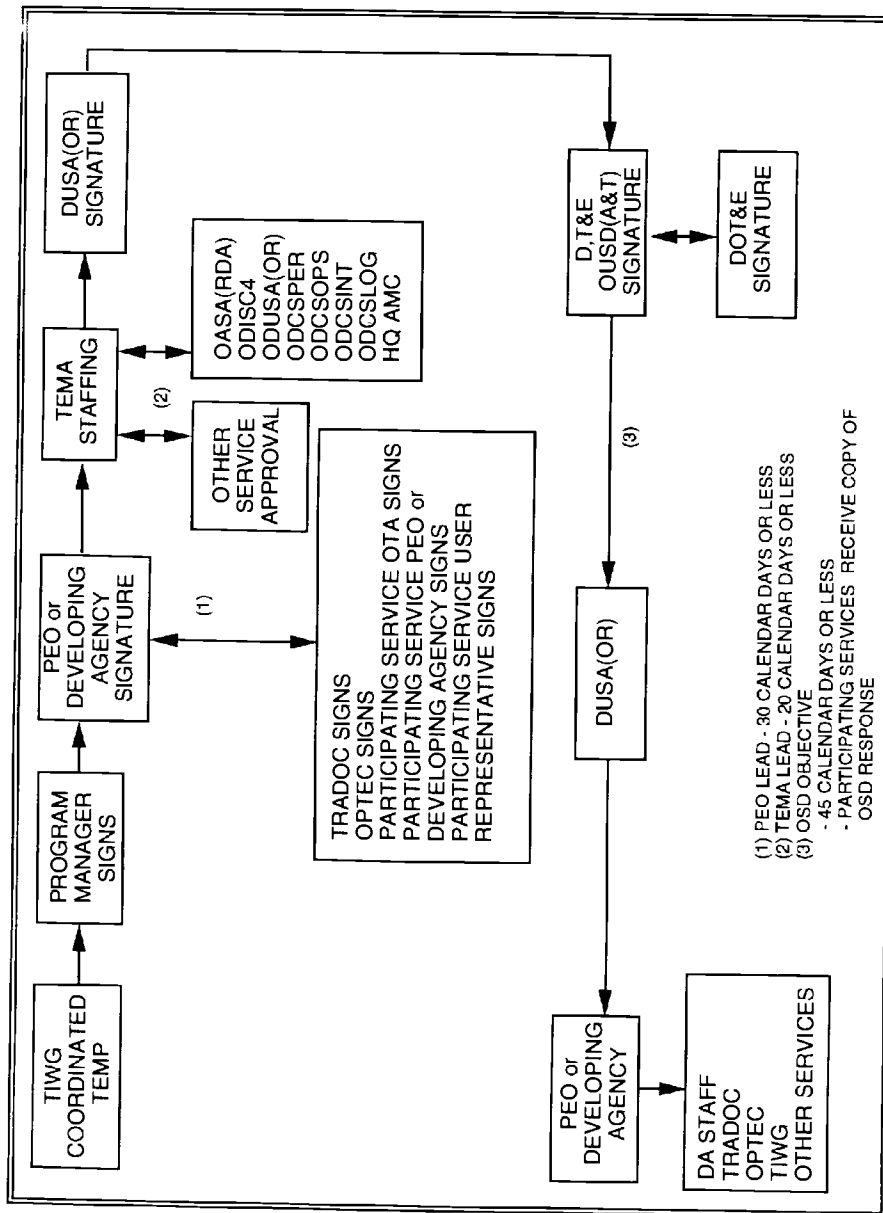 TIWG
COORDINATED
TEMP
PROGRAM
MANAGER
SIGNS
PEO or
DEVELOPING
AGENCY
SIGNATURE
TEMA
STAFFING
DUSA(OR)
SIGNATURE
(1)
(2)
TRADOC SIGNS
OPTEC SIGNS
PARTICIPATING SERVICE OTA SIGNS
PARTICIPATING SERVICE PEO or
DEVELOPING AGENCY SIGNS
PARTICIPATING SERVICE USER
REPRESENTATIVE SIGNS
OTHER
SERVICE
APPROVAL
OASA(RDA)
ODISC4
ODUSA(OR)
ODCSPER
ODCSOPS
ODCSINT
ODCSLOG
HQ AMC
PEO or
DEVELOPING
AGENCY
DUSA(OR)
(3)
D,T&E
OUSD(A&T)
SIGNATURE
DOT&E
SIGNATURE
DA STAFF
TRADOC
OPTEC
TIWG
OTHER SERVICES
(1) PEO LEAD - 30 CALENDAR DAYS OR LESS
(2) TEMA LEAD - 20 CALENDAR DAYS OR LESS
(3) OSD OBJECTIVE
- 45 CALENDAR DAYS OR LESS
- PARTICIPATING SERVICES RECEIVE COPY OF
OSD RESPONSE